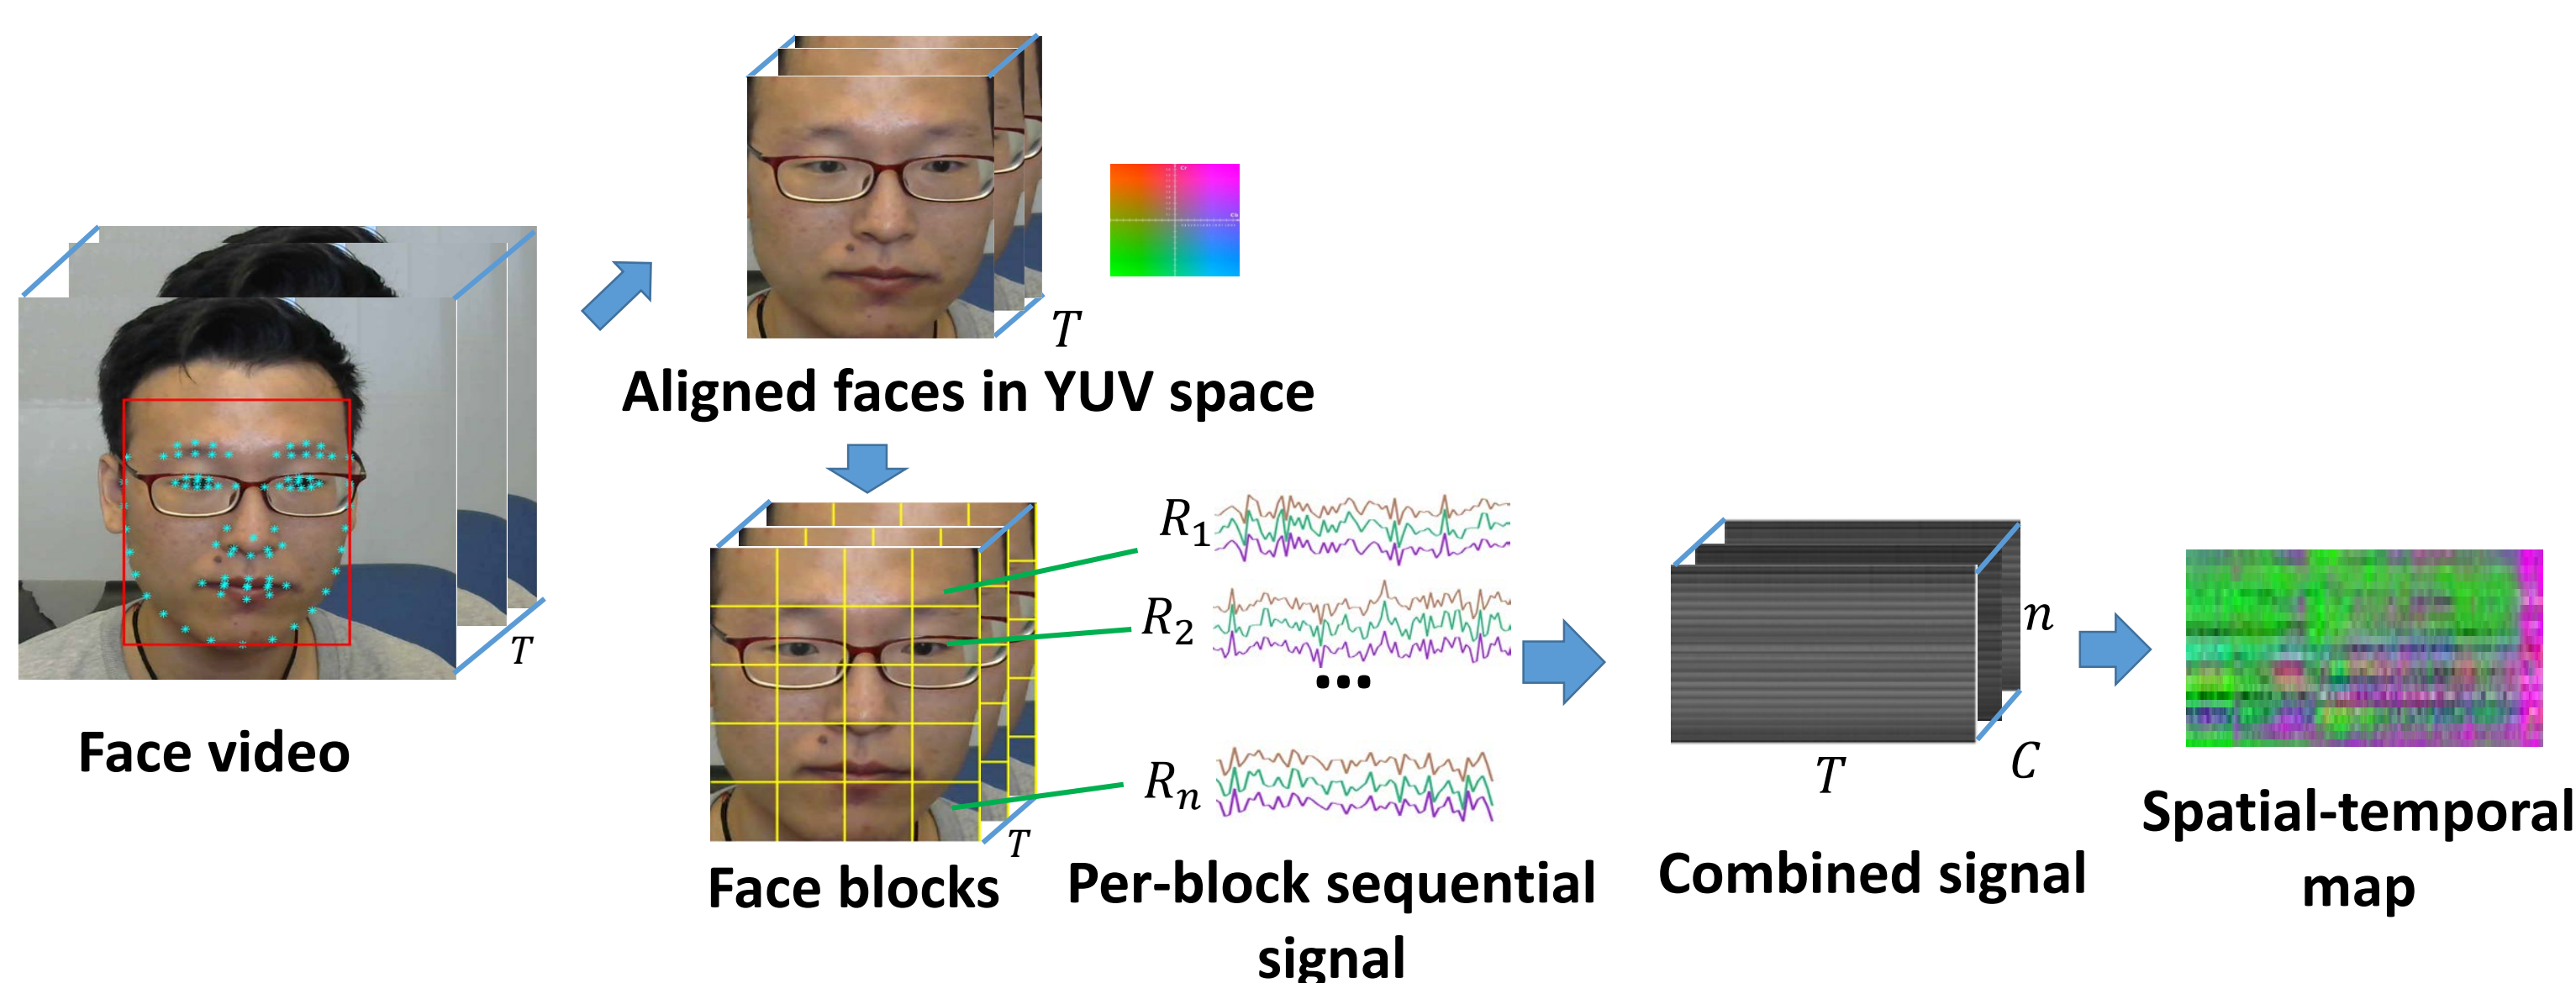 T
Face video
T
Aligned faces in YUV space
T
Face blocks
R₁
R₂
...
Rₙ
Per-block sequential
signal
n
T
C
Combined signal
Spatial-temporal
map